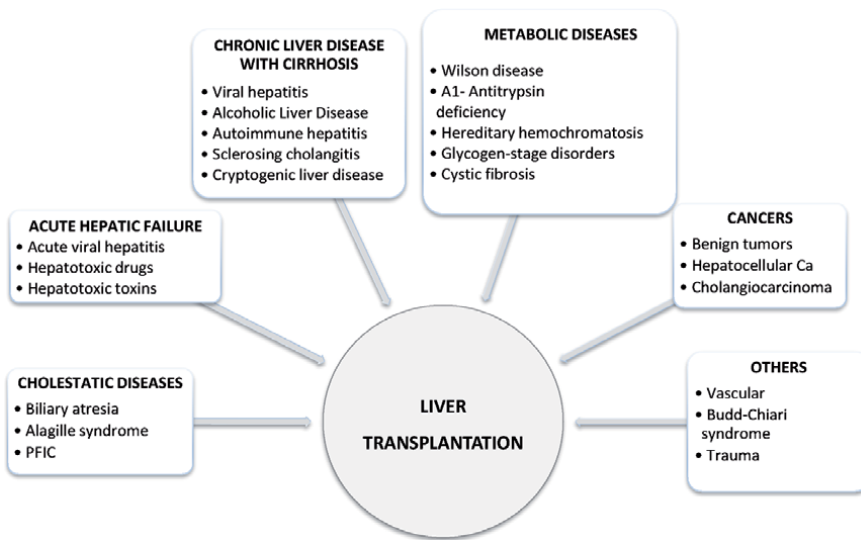 CHRONIC LIVER DISEASE
WITH CIRRHOSIS
• Viral hepatitis
• Alcoholic Liver Disease
• Autoimmune hepatitis
• Sclerosing cholangitis
• Cryptogenic liver disease
METABOLIC DISEASES
• Wilson disease
• A1- Antitrypsin
deficiency
• Hereditary hemochromatosis
• Glycogen-stage disorders
• Cystic fibrosis
ACUTE HEPATIC FAILURE
• Acute viral hepatitis
• Hepatotoxic drugs
• Hepatotoxic toxins
CANCERS
• Benign tumors
• Hepatocellular Ca
• Cholangiocarcinoma
CHOLESTATIC DISEASES
• Biliary atresia
• Alagille syndrome
• PFIC
OTHERS
• Vascular
• Budd-Chiari
syndrome
• Trauma
LIVER
TRANSPLANTATION